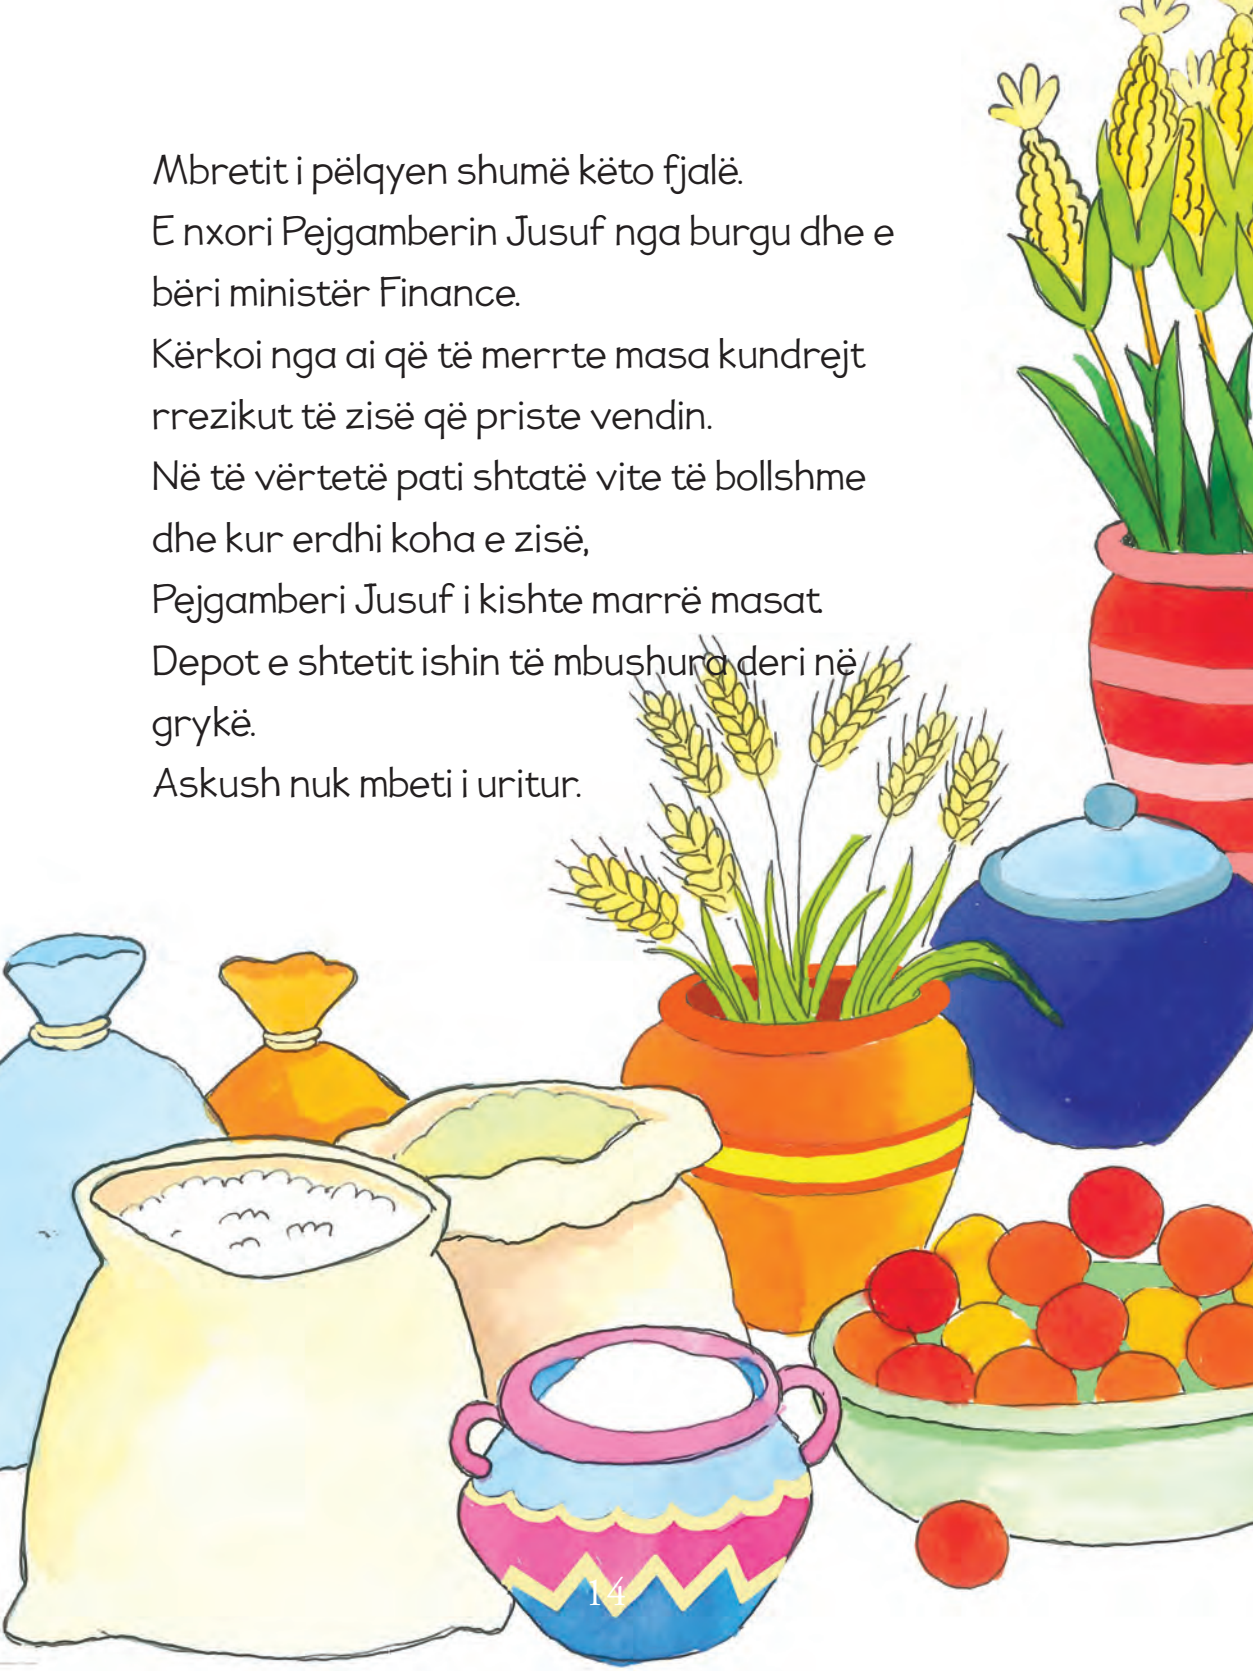 Mbretit i pëlqyen shumë këto fjalë.
E nxori Pejgamberin Jusuf nga burgu dhe e
bëri ministër Finance.
Kërkoi nga ai që të merrte masa kundrejt
rrezikut të zisë që priste vendin.
Në të vërtetë pati shtatë vite të bollshme
dhe kur erdhi koha e zisë,
Pejgamberi Jusuf i kishte marrë masat.
Depot e shtetit ishin të mbushura deri në
grykë.
Askush nuk mbeti i uritur.
14